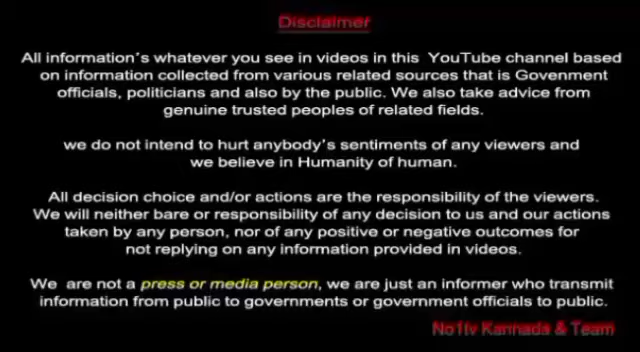 Disclaimer
All information's whatever you see in videos in this YouTube channel based
on information collected from various related sources that is Govenment
officials, politicians and also by the public. We also take advice from
genuine trusted peoples of related fields.
we do not intend to hurt anybody's sentiments of any viewers and
we believe in Humanity of human.
All decision choice and/or actions are the responsibility of the viewers.
We will neither bare or responsibility of any decision to us and our actions
taken by any person, nor of any positive or negative outcomes for
not replying on any information provided in videos.
We are not a press or media person, we are just an informer who transmit
information from public to governments or government officials to public.
No1tv Kannada & Team